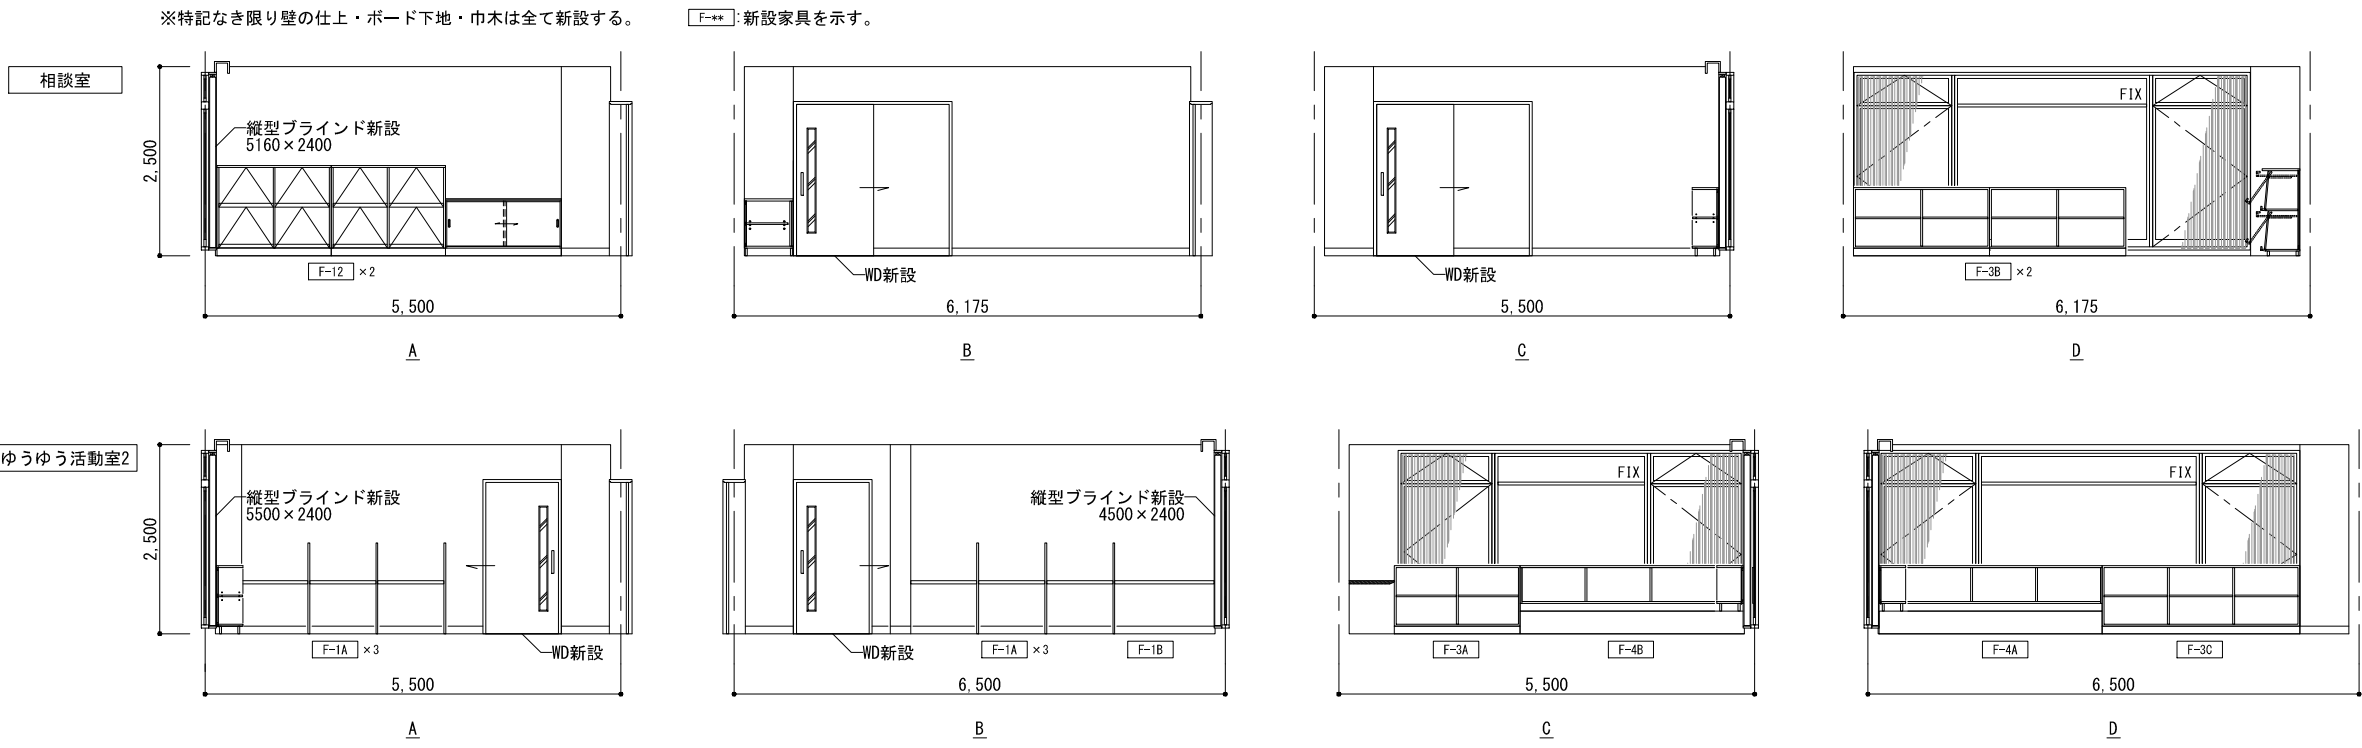 ※特記なき限り壁の仕上・ボード下地・巾木は全て新設する。 F-** :新設家具を示す。
相談室
2,500
縦型ブラインド新設
5160×2400
F-12 ×2
5,500
A
WD新設
6,175
B
WD新設
5,500
C
FIX
F-3B ×2
6,175
D
ゆうゆう活動室2
2,500
縦型ブラインド新設
5500×2400
F-1A ×3
WD新設
5,500
A
縦型ブラインド新設
4500×2400
WD新設
F-1A ×3
F-1B
6,500
B
FIX
F-3A
F-4B
5,500
C
FIX
F-4A
F-3C
6,500
D